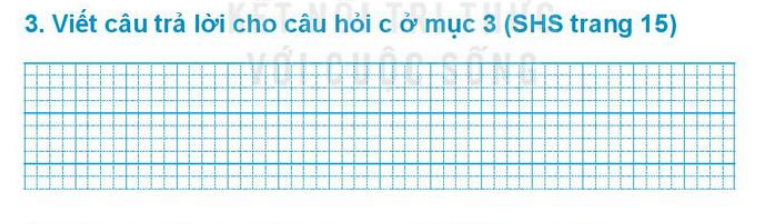 KẾT NỐI TRI THỨC
3. Viết câu trả lời cho câu hỏi c ở mục 3 (SHS trang 15)
VỚI CUỘC SỐNG